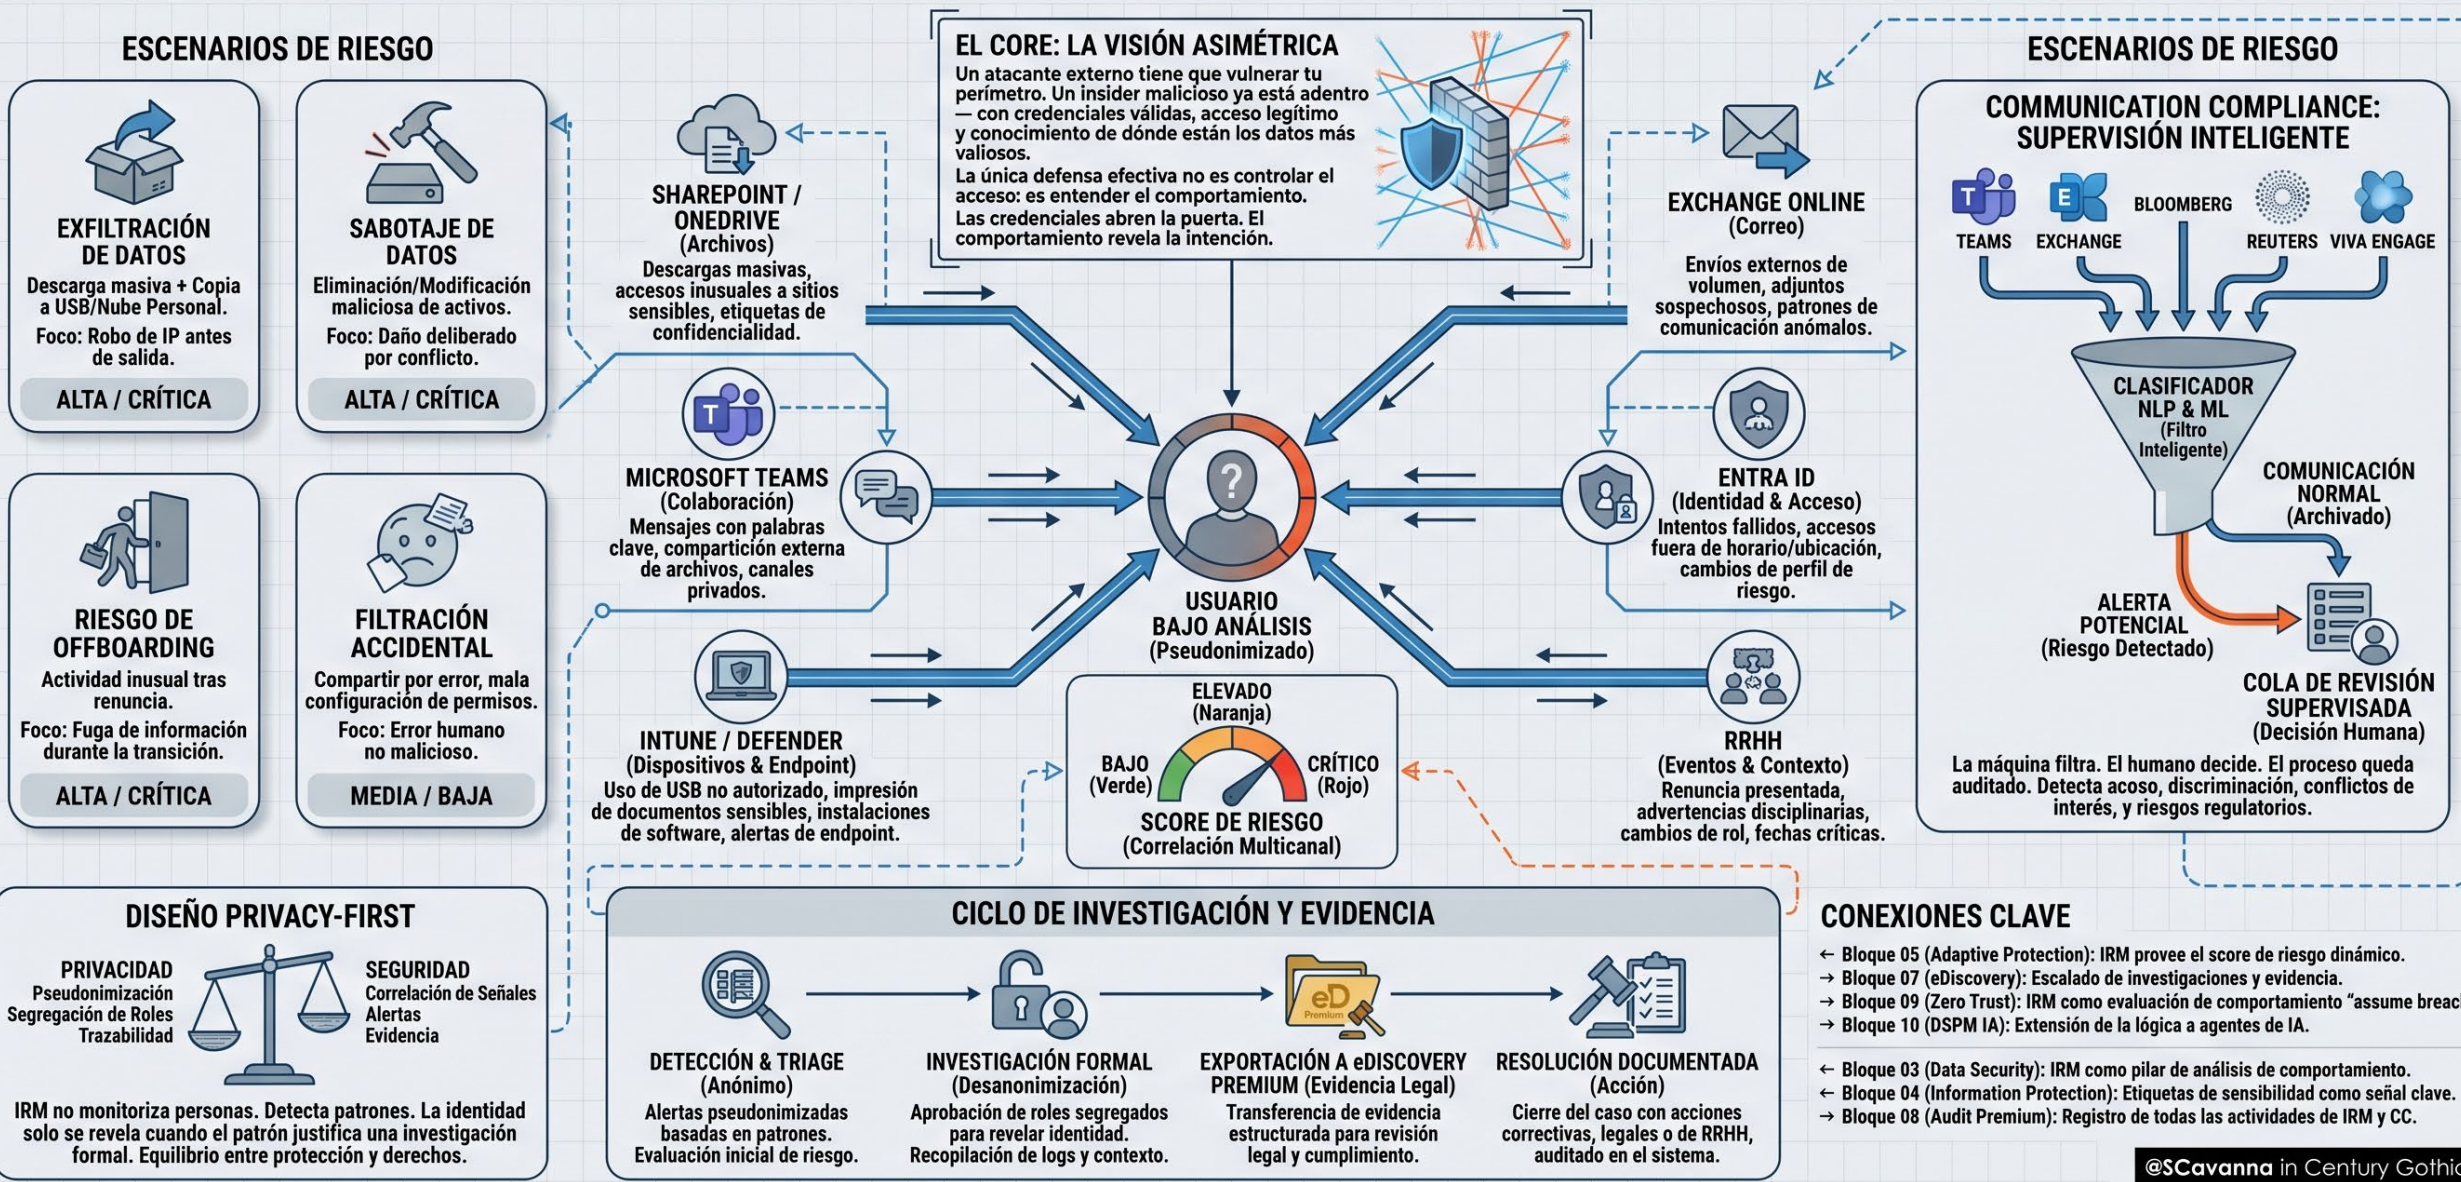 ESCENARIOS DE RIESGO
EXFILTRACIÓN
DE DATOS
Descarga masiva + Copia
a USB/Nube Personal.
Foco: Robo de IP antes
de salida.
ALTA / CRÍTICA
SABOTAJE DE
DATOS
Eliminación/Modificación
maliciosa de activos.
Foco: Daño deliberado
por conflicto.
ALTA / CRÍTICA
RIESGO DE
OFFBOARDING
Actividad inusual tras
renuncia.
Foco: Fuga de información
durante la transición.
ALTA / CRÍTICA
FILTRACIÓN
ACCIDENTAL
Compartir por error, mala
configuración de permisos.
Foco: Error humano
no malicioso.
MEDIA / BAJA
DISEÑO PRIVACY-FIRST
PRIVACIDAD
Pseudonimización
Segregación de Roles
Trazabilidad
SEGURIDAD
Correlación de Señales
Alertas
Evidencia
IRM no monitoriza personas. Detecta patrones. La identidad
solo se revela cuando el patrón justifica una investigación
formal. Equilibrio entre protección y derechos.
EL CORE: LA VISIÓN ASIMÉTRICA
Un atacante externo tiene que vulnerar tu
perímetro. Un insider malicioso ya está adentro
— con credenciales válidas, acceso legítimo
y conocimiento de dónde están los datos más
valiosos.
La única defensa efectiva no es controlar el
acceso: es entender el comportamiento.
Las credenciales abren la puerta. El
comportamiento revela la intención.
SHAREPOINT /
ONEDRIVE
(Archivos)
Descargas masivas,
accesos inusuales a sitios
sensibles, etiquetas de
confidencialidad.
T
MICROSOFT TEAMS
(Colaboración)
Mensajes con palabras
clave, compartición externa
de archivos, canales
privados.
INTUNE / DEFENDER
(Dispositivos & Endpoint)
Uso de USB no autorizado, impresión
de documentos sensibles, instalaciones
de software, alertas de endpoint.
?
USUARIO
BAJO ANÁLISIS
(Pseudonimizado)
ELEVADO
(Naranja)
BAJO
(Verde)
CRÍTICO
(Rojo)
SCORE DE RIESGO
(Correlación Multicanal)
EXCHANGE ONLINE
(Correo)
Envíos externos de
volumen, adjuntos
sospechosos, patrones de
comunicación anómalos.
ENTRA ID
(Identidad & Acceso)
Intentos fallidos, accesos
fuera de horario/ubicación,
cambios de perfil de
riesgo.
RRHH
(Eventos & Contexto)
Renuncia presentada,
advertencias disciplinarias,
cambios de rol, fechas críticas.
ESCENARIOS DE RIESGO
COMMUNICATION COMPLIANCE:
SUPERVISIÓN INTELIGENTE
T
TEAMS
E
EXCHANGE
BLOOMBERG
REUTERS
VIVA ENGAGE
CLASIFICADOR
NLP & ML
(Filtro
Inteligente)
COMUNICACIÓN
NORMAL
(Archivado)
ALERTA
POTENCIAL
(Riesgo Detectado)
COLA DE REVISIÓN
SUPERVISADA
(Decisión Humana)
La máquina filtra. El humano decide. El proceso queda
auditado. Detecta acoso, discriminación, conflictos de
interés, y riesgos regulatorios.
CICLO DE INVESTIGACIÓN Y EVIDENCIA
DETECCIÓN & TRIAGE
(Anónimo)
Alertas pseudonimizadas
basadas en patrones.
Evaluación inicial de riesgo.
INVESTIGACIÓN FORMAL
(Desanonimización)
Aprobación de roles segregados
para revelar identidad.
Recopilación de logs y contexto.
eD
Premium
EXPORTACIÓN A eDISCOVERY
PREMIUM (Evidencia Legal)
Transferencia de evidencia
estructurada para revisión
legal y cumplimiento.
RESOLUCIÓN DOCUMENTADA
(Acción)
Cierre del caso con acciones
correctivas, legales o de RRHH,
auditado en el sistema.
CONEXIONES CLAVE
← Bloque 05 (Adaptive Protection): IRM provee el score de riesgo dinámico.
→ Bloque 07 (eDiscovery): Escalado de investigaciones y evidencia.
→ Bloque 09 (Zero Trust): IRM como evaluación de comportamiento “assume breac
→ Bloque 10 (DSPM IA): Extensión de la lógica a agentes de IA.
← Bloque 03 (Data Security): IRM como pilar de análisis de comportamiento.
← Bloque 04 (Information Protection): Etiquetas de sensibilidad como señal clave.
→ Bloque 08 (Audit Premium): Registro de todas las actividades de IRM y CC.
@SCavanna in Century Gothic